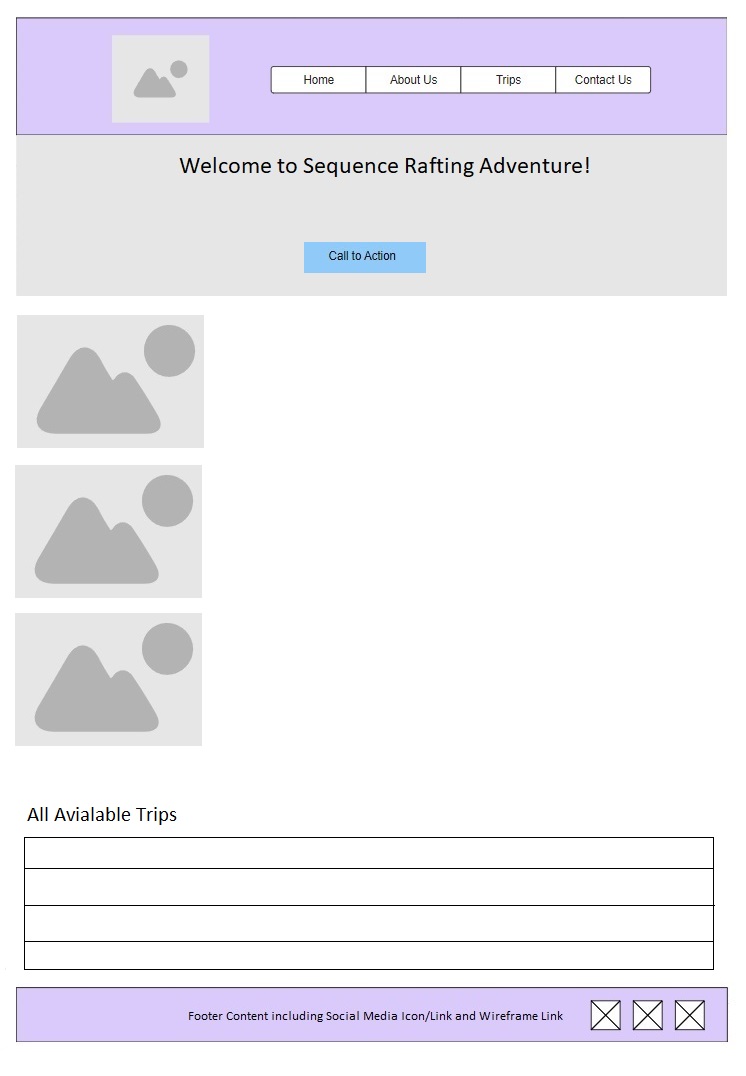 Home About Us Trips Contact Us
Welcome to Sequence Rafting Adventure!
Call to Action
All Avialable Trips
Footer Content including Social Media Icon/Link and Wireframe Link